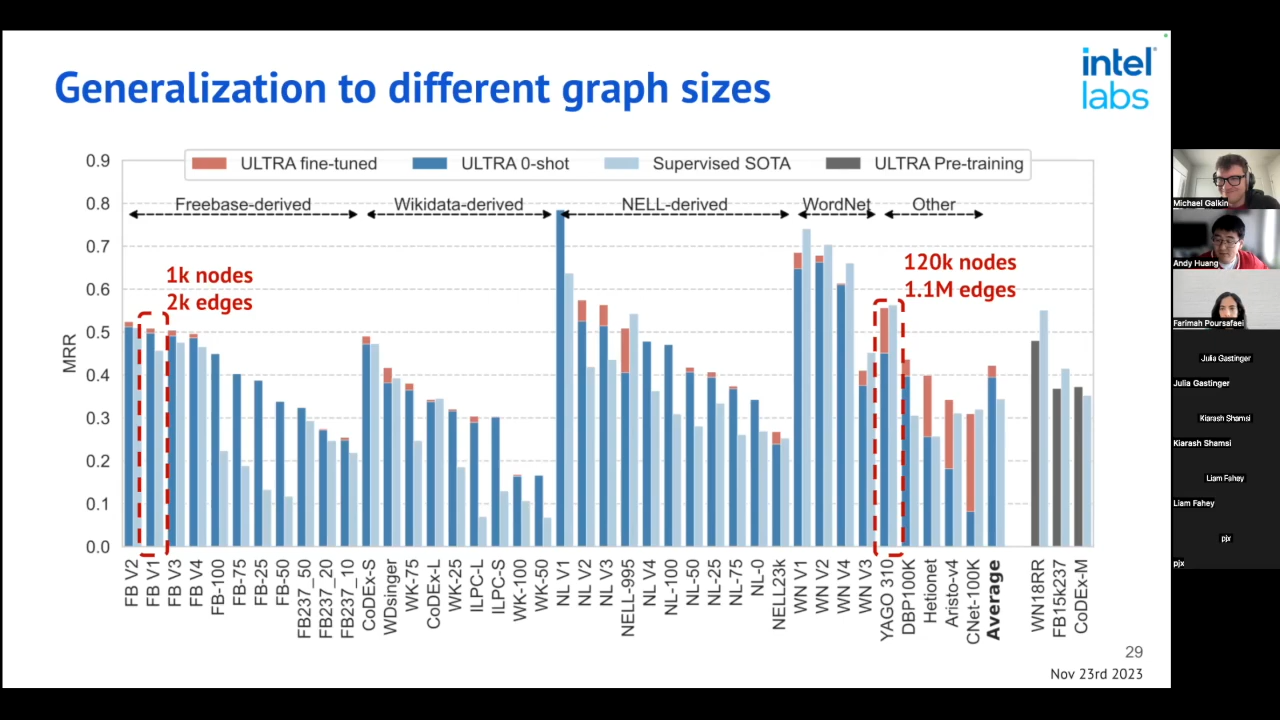 Generalization to different graph sizes
intel
labs
ULTRA fine-tuned
ULTRA 0-shot
Supervised SOTA
ULTRA Pre-training
Freebase-derived
Wikidata-derived
NELL-derived
WordNet
Other
1k nodes
2k edges
120k nodes
1.1M edges
MRR
0.9
0.8
0.7
0.6
0.5
0.4
0.3
0.2
0.1
0.0
FB V2
FB V1
FB V3
FB V4
FB-100
FB-75
FB-25
FB-50
FB237_50
FB237_20
FB237_10
CoDEx-S
WDsinger
WK-75
CoDEx-L
WK-25
ILPC-L
ILPC-S
WK-100
WK-50
NL V1
NL V2
NL V3
NELL-995
NL V4
NL-100
NL-50
NL-25
NL-75
NL-0
NELL23k
WN V1
WN V2
WN V4
WN V3
YAGO 310
DBP100K
Hetionet
Aristo-v4
CNet-100K
Average
WN18RR
FB15k237
CoDEx-M
29
Nov 23rd 2023
Michael Galkin
Andy Huang
Farimah Poursafaei
Julia Gastinger
Julia Gastinger
Kiarash Shamsi
Kiarash Shamsi
Liam Fahey
Liam Fahey
pjx
pjx